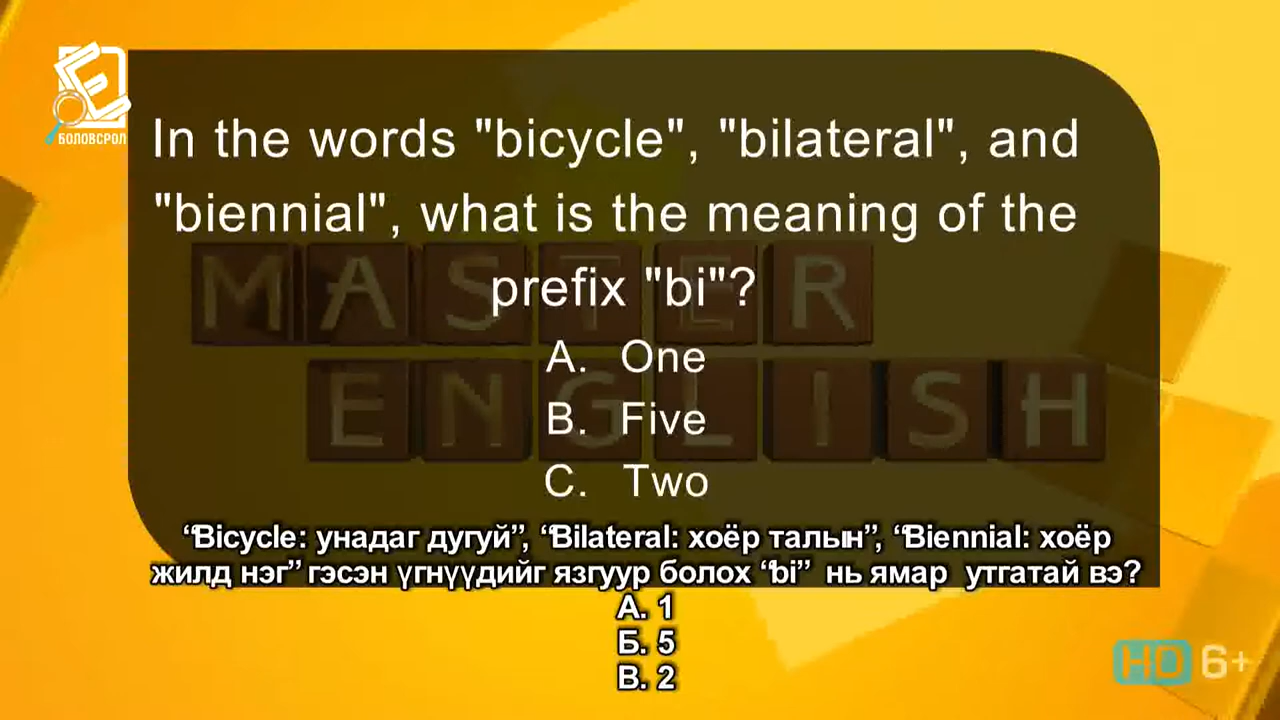 БОЛОВСРОЛ
In the words "bicycle", "bilateral", and
"biennial", what is the meaning of the
prefix "bi"?
A. One
B. Five
C. Two
MASTER
ENGLISH
“Bicycle: унадаг дугуй”, “Bilateral: хоёр талын”, “Biennial: хоёр
жилд нэг” гэсэн үгнүүдийг язгуур болох “bi” нь ямар утгатай вэ?
А. 1
Б. 5
В. 2
HD 6+